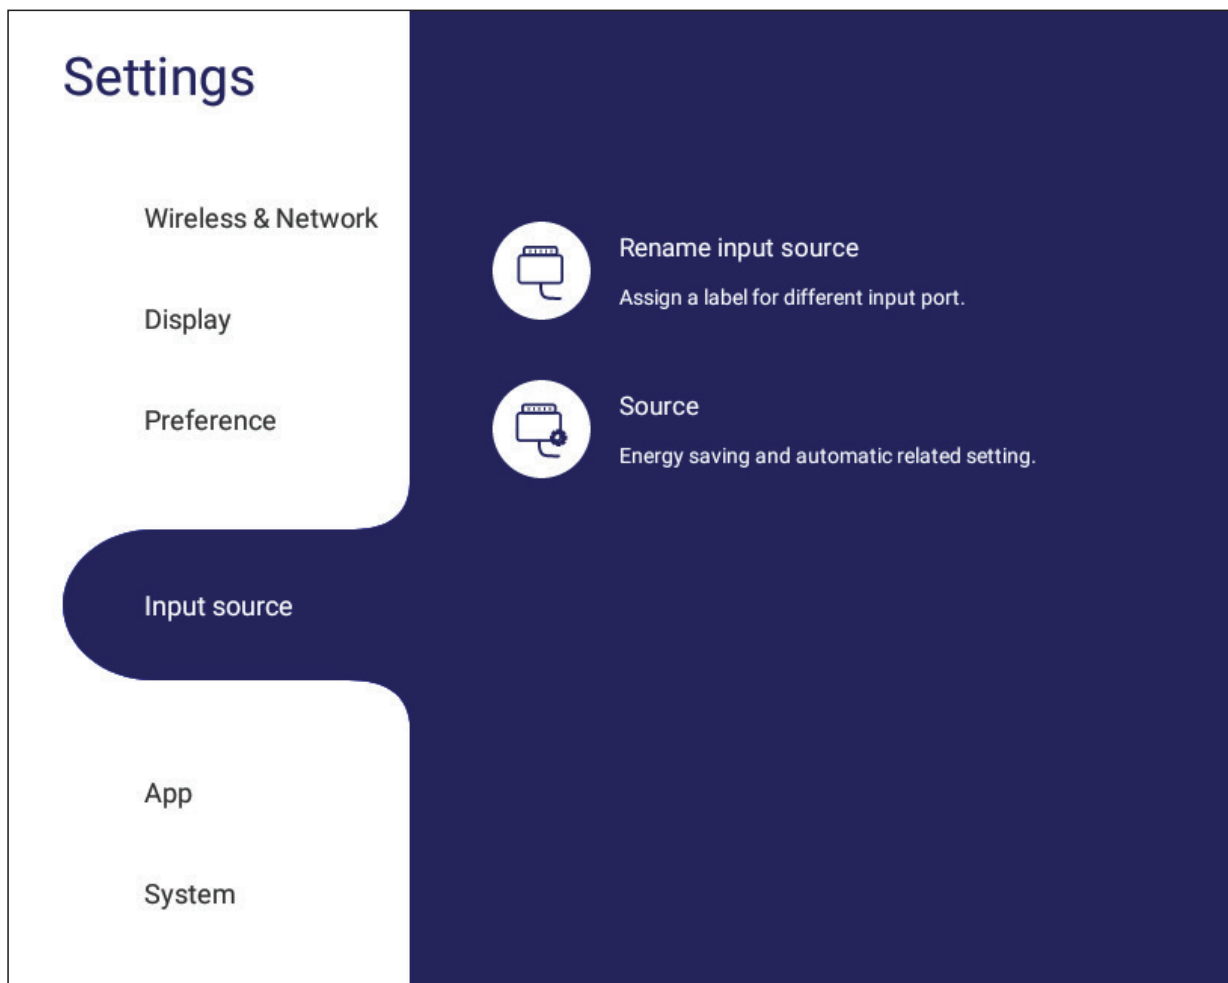 Settings
Wireless & Network
Display
Preference
Input source
App
System
Rename input source
Assign a label for different input port.
Source
Energy saving and automatic related setting.